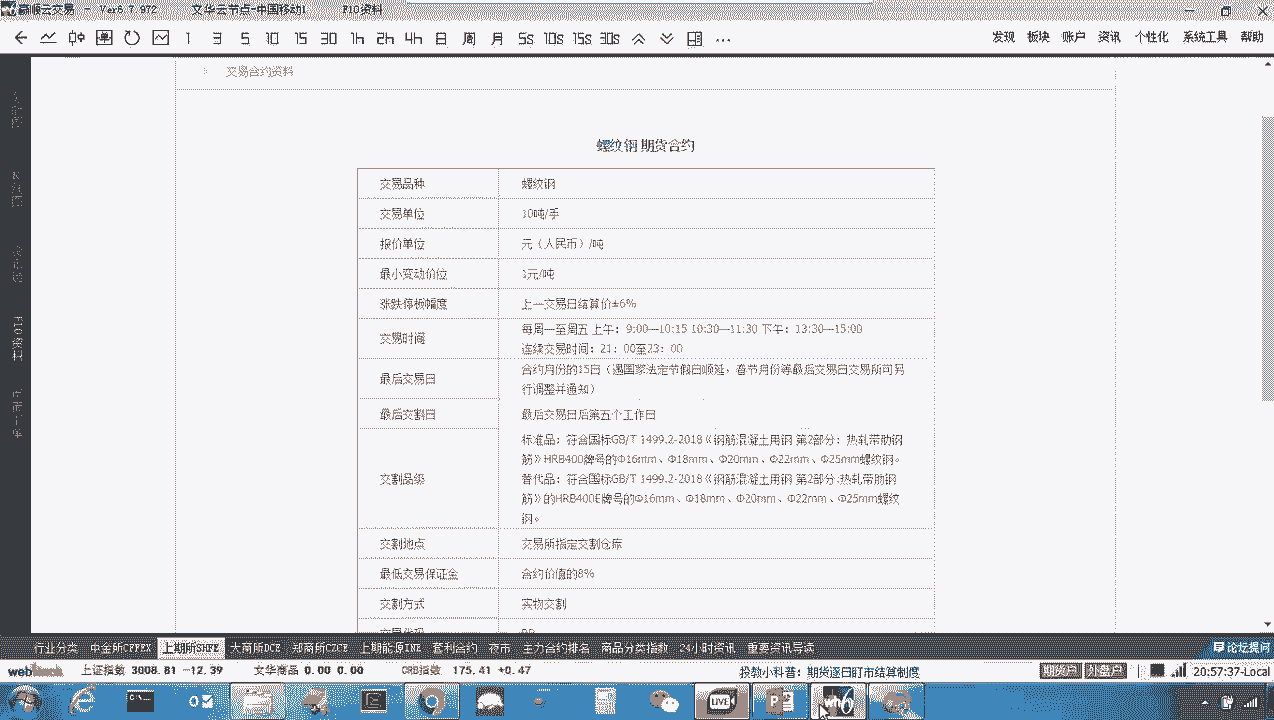 赢顺云交易 - Ver6.7.972 文华云节点-中国移动1 F10资料
1 3 5 10 15 30 1h 2h 4h 日 周 月 5s 10s 15s 30s ... 发现 板块 账户 资讯 个性化 系统工具 帮助
交易合约资料
螺纹钢 期货合约
交易品种 螺纹钢
交易单位 10吨/手
报价单位 元（人民币）/吨
最小变动价位 1元/吨
涨跌停板幅度 上一交易日结算价±6%
交易时间 每周一至周五 上午：9:00—10:15 10:30—11:30 下午：13:30—15:00
连续交易时间：21：00至23：00
最后交易日 合约月份的15日（遇国家法定节假日顺延，春节月份等最后交易日交易所可另
行调整并通知）
最后交割日 最后交易日后第五个工作日
交割品级 标准品：符合国标GB/T 1499.2-2018《钢筋混凝土用钢 第2部分：热轧带肋钢
筋》HRB400牌号的Φ16mm、Φ18mm、Φ20mm、Φ22mm、Φ25mm螺纹钢。
替代品：符合国标GB/T 1499.2-2018《钢筋混凝土用钢 第2部分:热轧带肋钢
筋》的HRB400E牌号的Φ16mm、Φ18mm、Φ20mm、Φ22mm、Φ25mm螺纹
钢。
交割地点 交易所指定交割仓库
最低交易保证金 合约价值的8%
交割方式 实物交割
F10资料
行业分类 中金所CFFEX 上期所SHFE 大商所DCE 郑商所CZCE 上期能源INE 套利合约 夜市 主力合约排名 商品分类指数 24小时资讯 重要资讯导读 论坛提问
上证指数 3008.81 -12.39 文华商品 0.00 0.00 CRB指数 175.41 +0.47 投教小科普：期货逐日盯市结算制度 期货户 外盘户 20:57:37-Local
LIVE